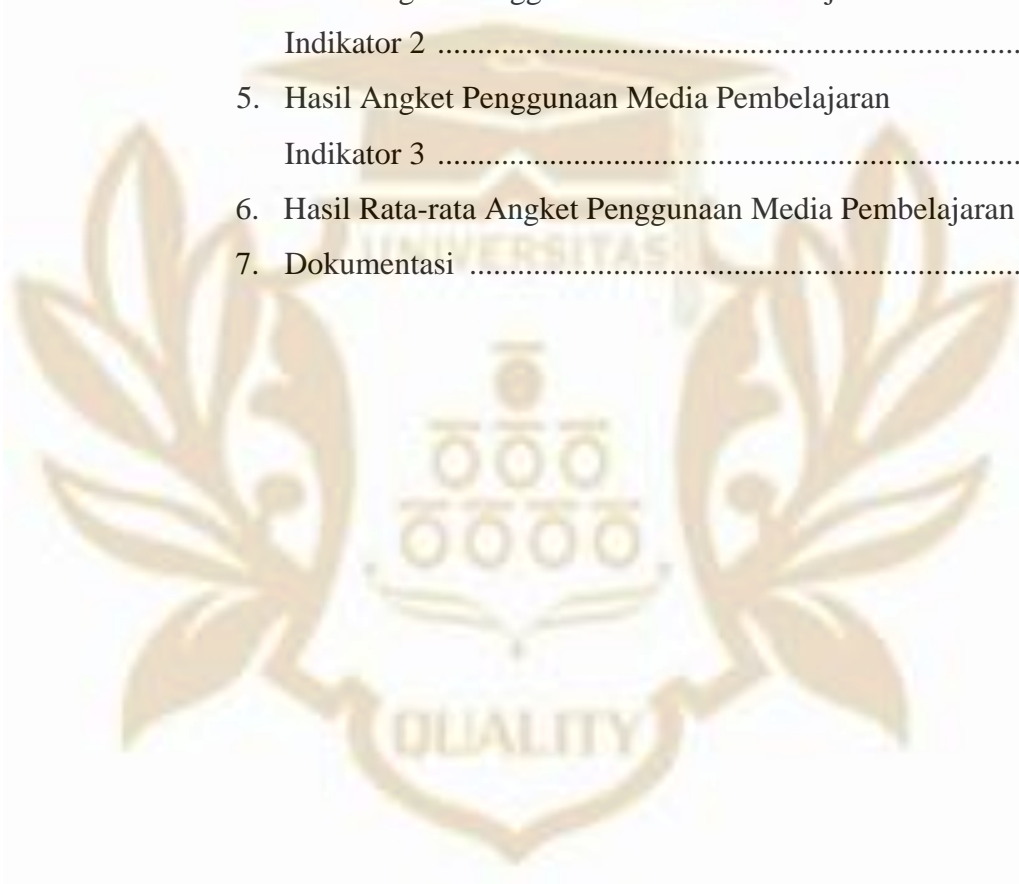 Indikator 2 ........................................................................
5. Hasil Angket Penggunaan Media Pembelajaran
Indikator 3 ........................................................................
6. Hasil Rata-rata Angket Penggunaan Media Pembelajaran
7. Dokumentasi ....................................................................
UNIVERSITAS
QUALITY